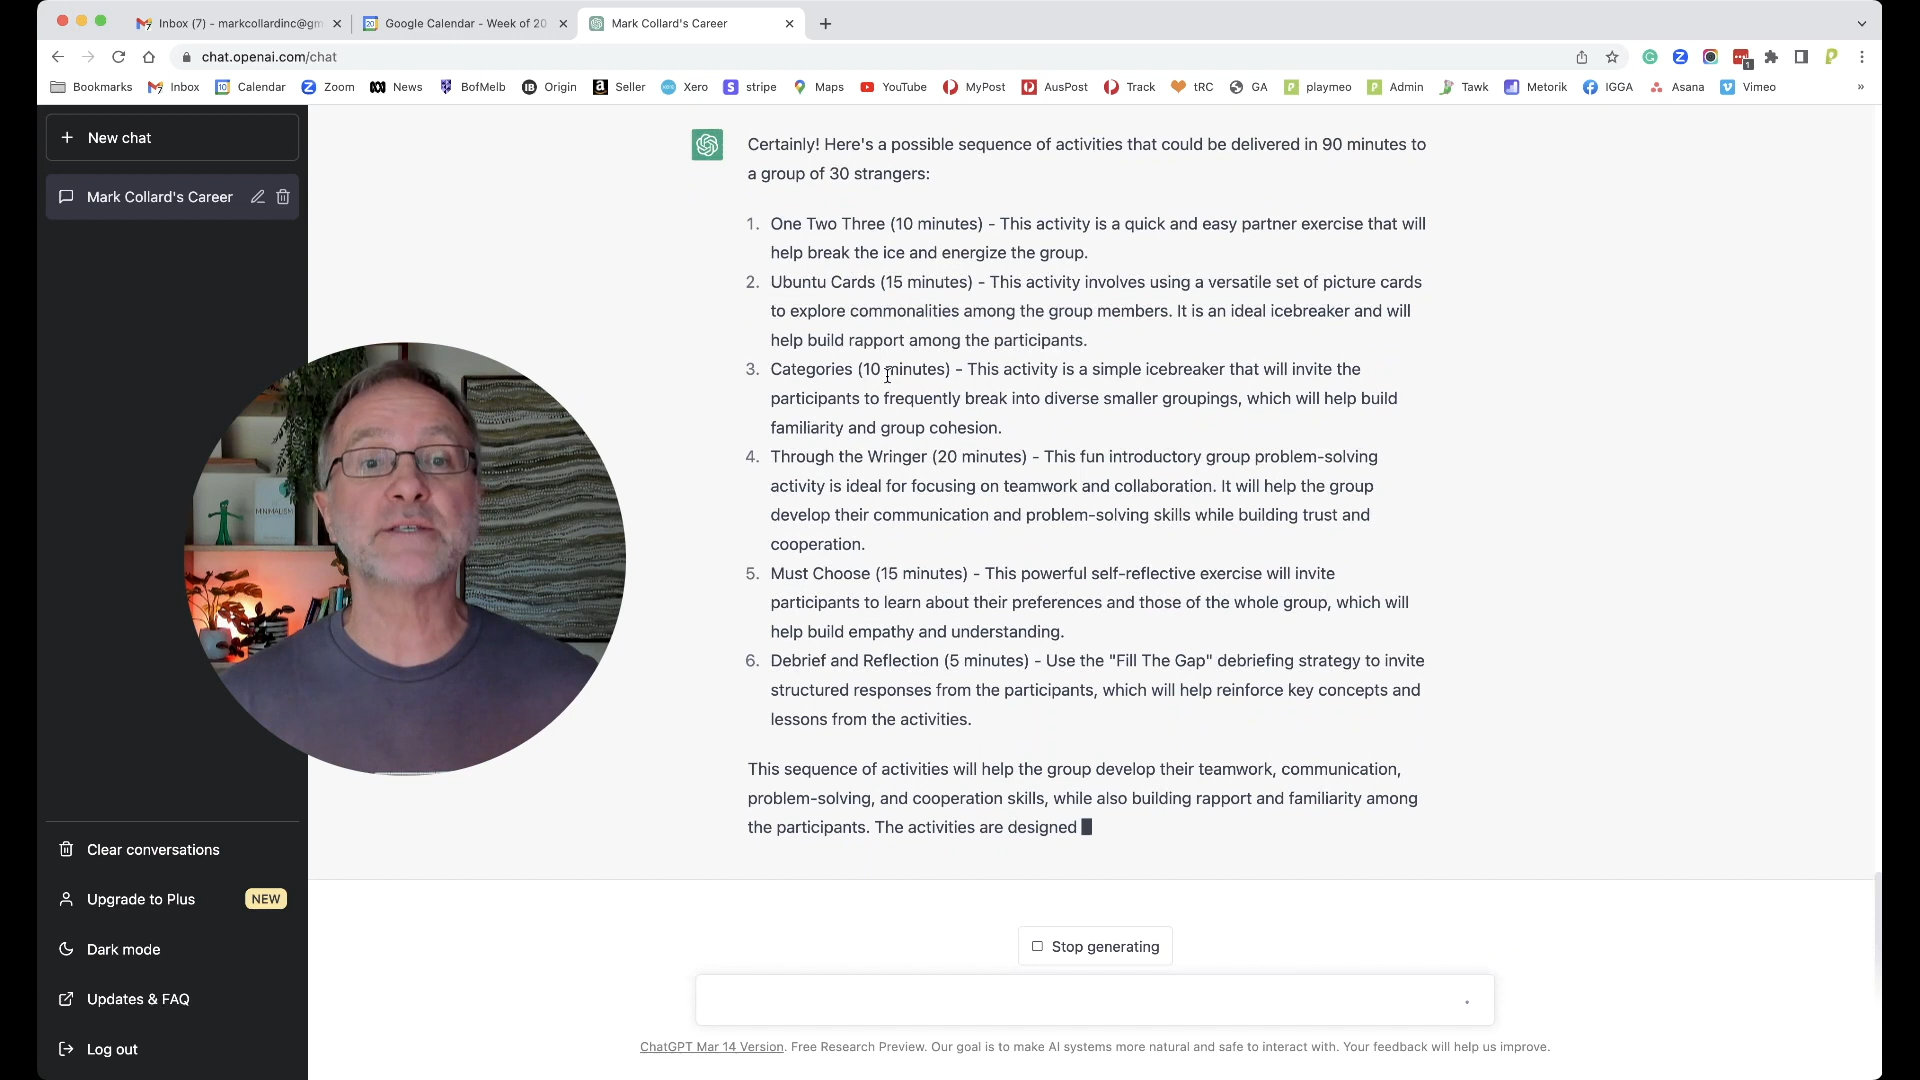 Inbox (7) - markcollardinc@gm
Google Calendar - Week of 20
Mark Collard's Career
chat.openai.com/chat
Bookmarks
Inbox
Calendar
Zoom
News
BofMelb
Origin
Seller
Xero
stripe
Maps
YouTube
MyPost
AusPost
Track
tRC
GA
playmeo
Admin
Tawk
Metorik
IGGA
Asana
Vimeo
»
New chat
Mark Collard's Career
Certainly! Here's a possible sequence of activities that could be delivered in 90 minutes to
a group of 30 strangers:
1. One Two Three (10 minutes) - This activity is a quick and easy partner exercise that will
help break the ice and energize the group.
2. Ubuntu Cards (15 minutes) - This activity involves using a versatile set of picture cards
to explore commonalities among the group members. It is an ideal icebreaker and will
help build rapport among the participants.
3. Categories (10 minutes) - This activity is a simple icebreaker that will invite the
participants to frequently break into diverse smaller groupings, which will help build
familiarity and group cohesion.
4. Through the Wringer (20 minutes) - This fun introductory group problem-solving
activity is ideal for focusing on teamwork and collaboration. It will help the group
develop their communication and problem-solving skills while building trust and
cooperation.
5. Must Choose (15 minutes) - This powerful self-reflective exercise will invite
participants to learn about their preferences and those of the whole group, which will
help build empathy and understanding.
6. Debrief and Reflection (5 minutes) - Use the "Fill The Gap" debriefing strategy to invite
structured responses from the participants, which will help reinforce key concepts and
lessons from the activities.
This sequence of activities will help the group develop their teamwork, communication,
problem-solving, and cooperation skills, while also building rapport and familiarity among
the participants. The activities are designed
MINIMALISM
Clear conversations
Upgrade to Plus
NEW
Dark mode
Updates & FAQ
Log out
Stop generating
ChatGPT Mar 14 Version. Free Research Preview. Our goal is to make AI systems more natural and safe to interact with. Your feedback will help us improve.